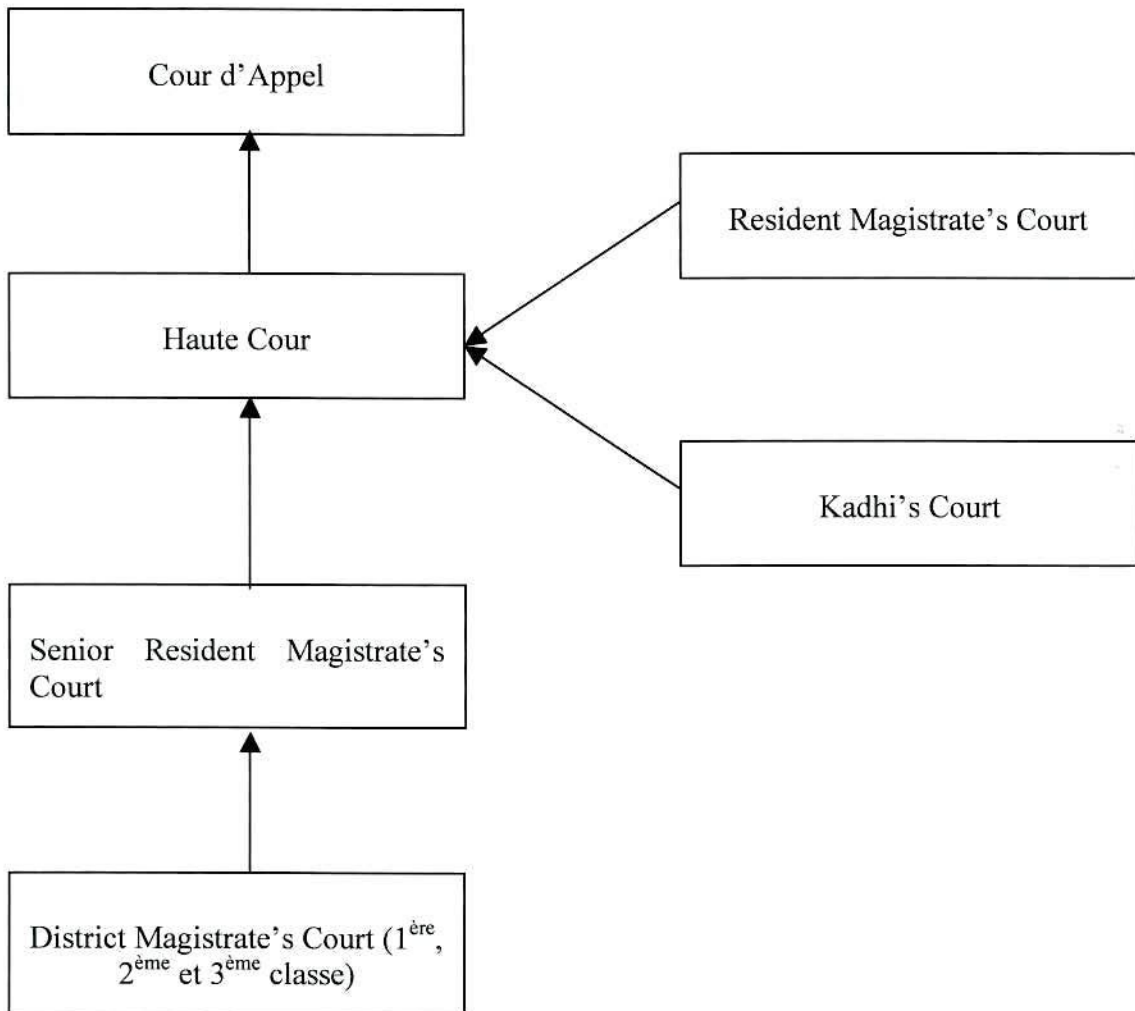 Cour d'Appel
Resident Magistrate's Court
Haute Cour
Kadhi's Court
Senior Resident Magistrate's
Court
District Magistrate's Court (1ère,
2ème et 3ème classe)